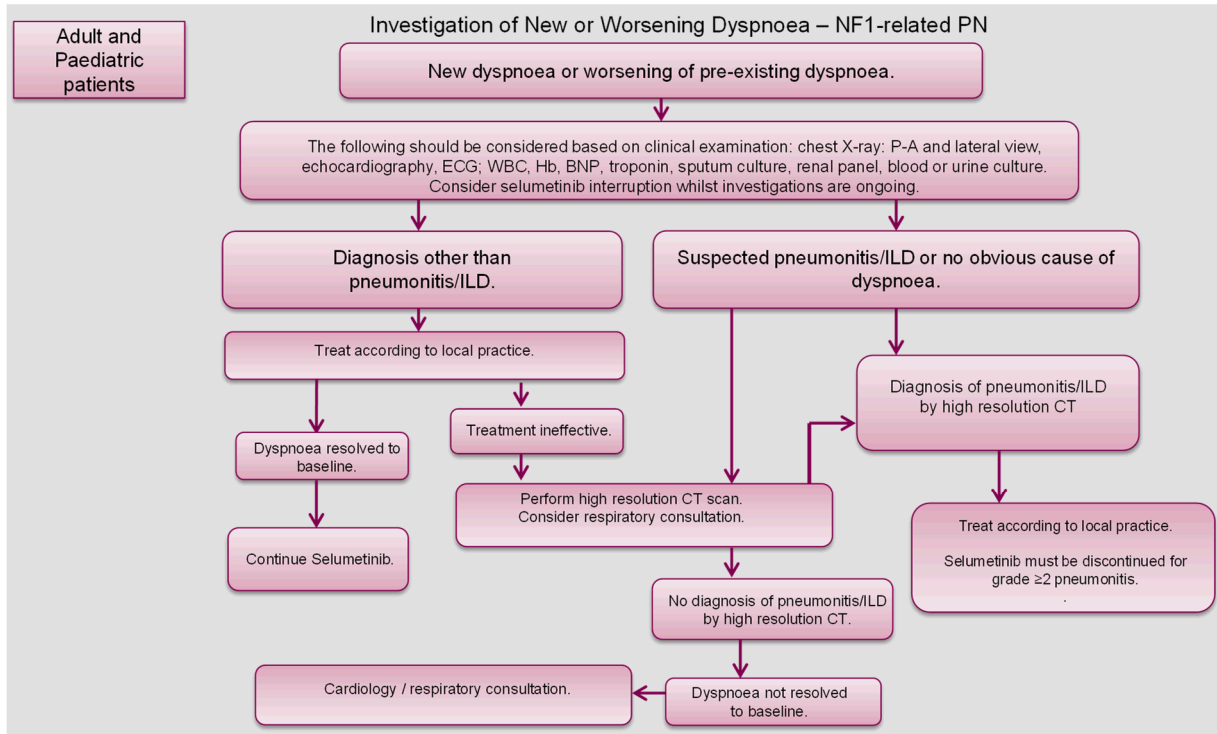 Investigation of New or Worsening Dyspnoea – NF1-related PN
Adult and
Paediatric
patients
New dyspnoea or worsening of pre-existing dyspnoea.
The following should be considered based on clinical examination: chest X-ray: P-A and lateral view,
echocardiography, ECG; WBC, Hb, BNP, troponin, sputum culture, renal panel, blood or urine culture.
Consider selumetinib interruption whilst investigations are ongoing.
Diagnosis other than
pneumonitis/ILD.
Suspected pneumonitis/ILD or no obvious cause of
dyspnoea.
Treat according to local practice.
Diagnosis of pneumonitis/ILD
by high resolution CT
Treatment ineffective.
Dyspnoea resolved to
baseline.
Perform high resolution CT scan.
Consider respiratory consultation.
Continue Selumetinib.
Treat according to local practice.
Selumetinib must be discontinued for
grade ≥2 pneumonitis.
.
No diagnosis of pneumonitis/ILD
by high resolution CT.
Cardiology / respiratory consultation.
Dyspnoea not resolved
to baseline.